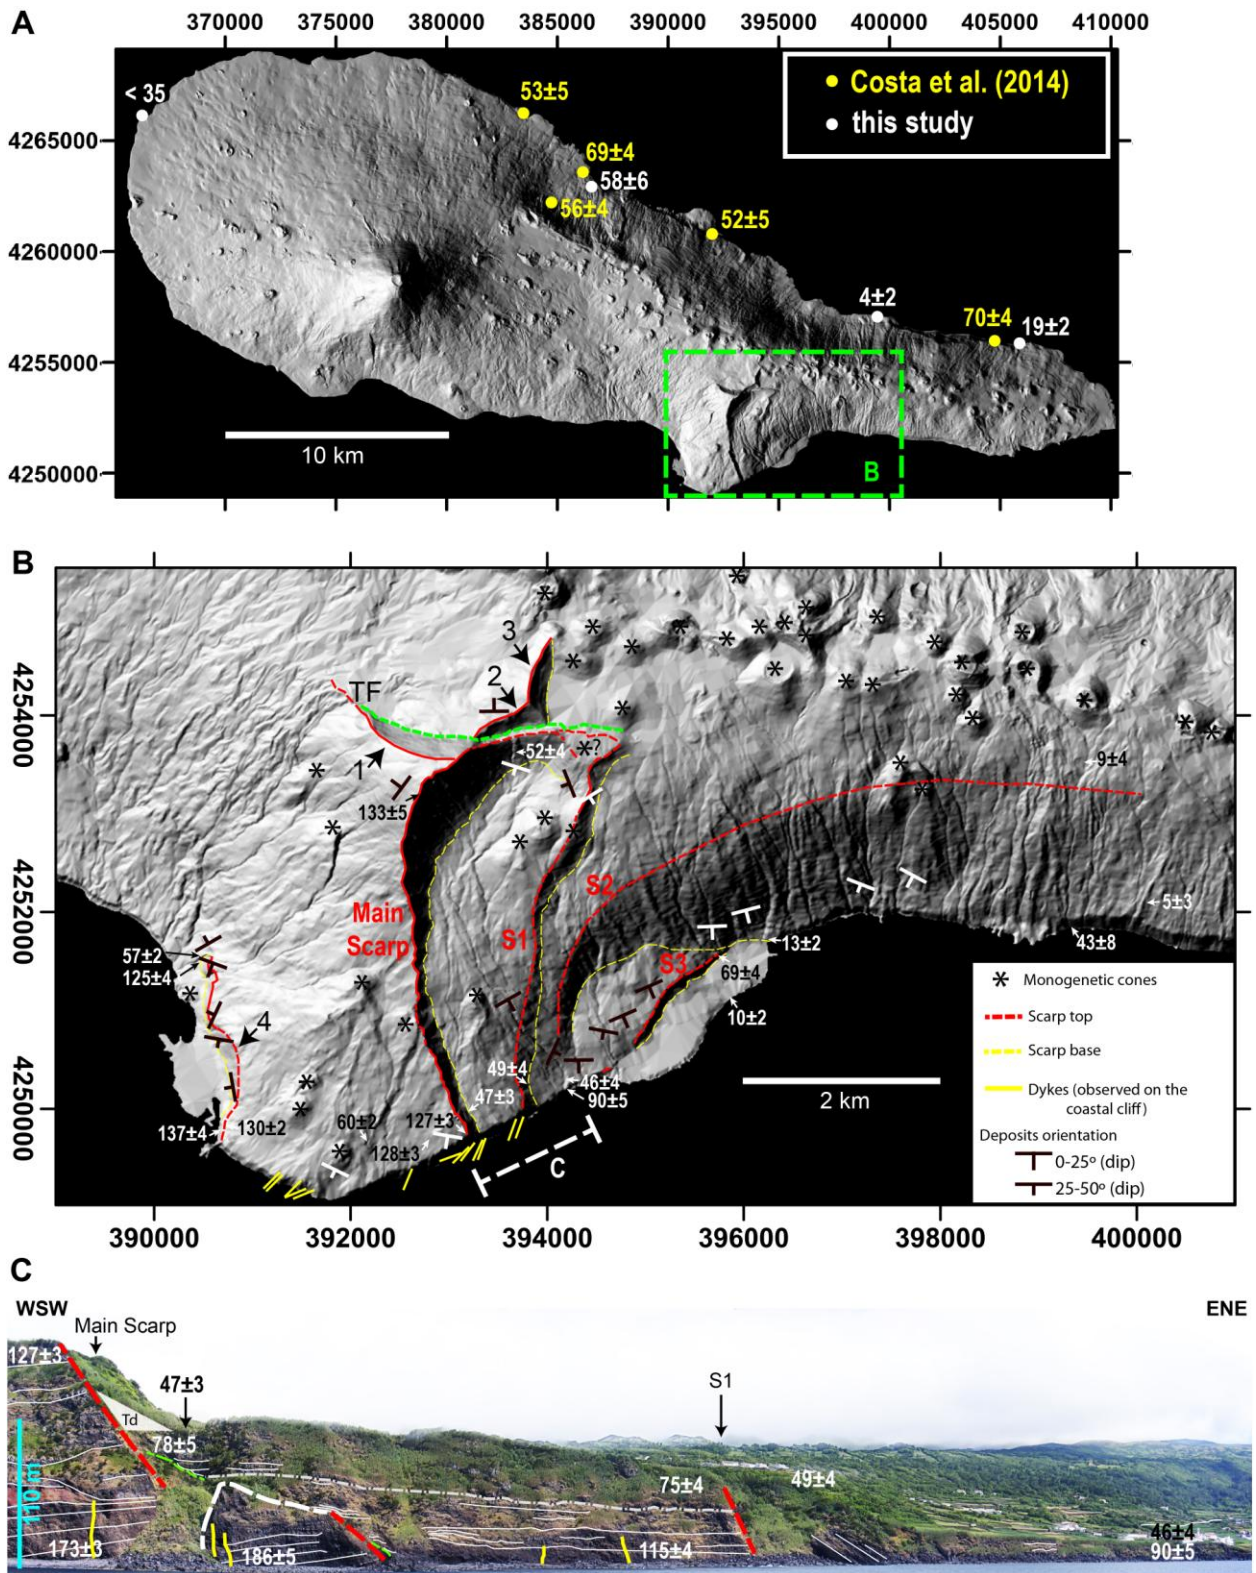 A
370000 375000 380000 385000 390000 395000 400000 405000 410000
4265000
4260000
4255000
4250000
Costa et al. (2014)
this study
< 35
53±5
69±4
58±6
56±4
52±5
4±2
70±4
19±2
10 km
B
B
4254000
4252000
4250000
3
2
TF
1
52±4
?
133±5
9±4
Main
Scarp
S1
S2
S3
57±2
125±4
4
5±3
43±8
13±2
69±4
10±2
49±4
46±4
90±5
47±3
127±3
60±2
130±2
128±3
137±4
C
2 km
Monogenetic cones
Scarp top
Scarp base
Dykes (observed on the
coastal cliff)
Deposits orientation
0-25º (dip)
25-50º (dip)
390000 392000 394000 396000 398000 400000
C
WSW
ENE
Main Scarp
127±3
47±3
S1
Td
78±5
75±4
49±4
110 m
173±3
186±5
115±4
46±4
90±5